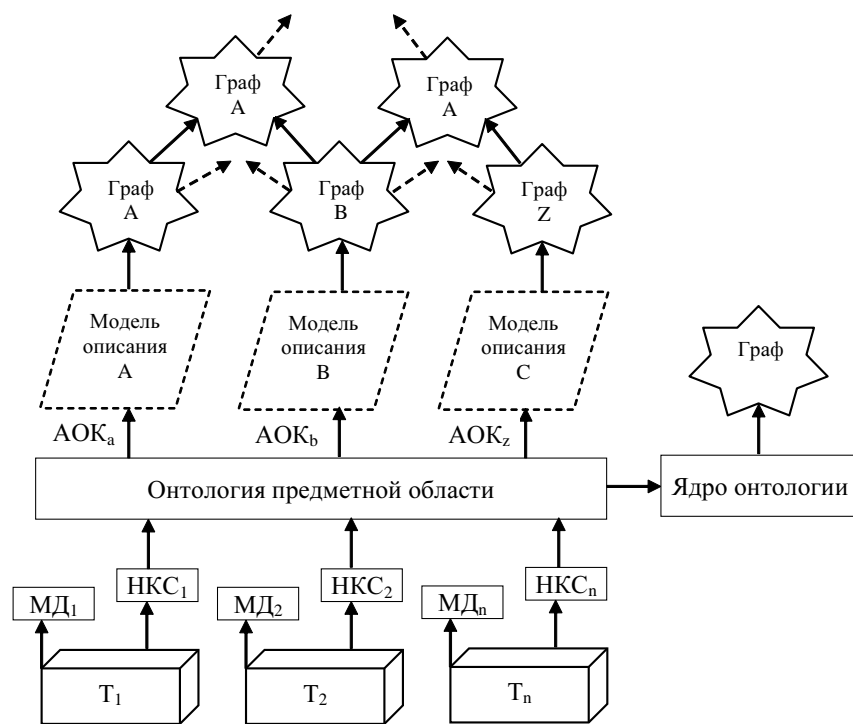 Граф
А
Граф
А
Граф
А
Граф
В
Граф
Z
Модель
описания
А
Модель
описания
В
Модель
описания
С
Граф
АОКa
АОКb
АОКz
Онтология предметной области
Ядро онтологии
МД1
НКС1
МД2
НКС2
МДn
НКСn
Т1
Т2
Тn